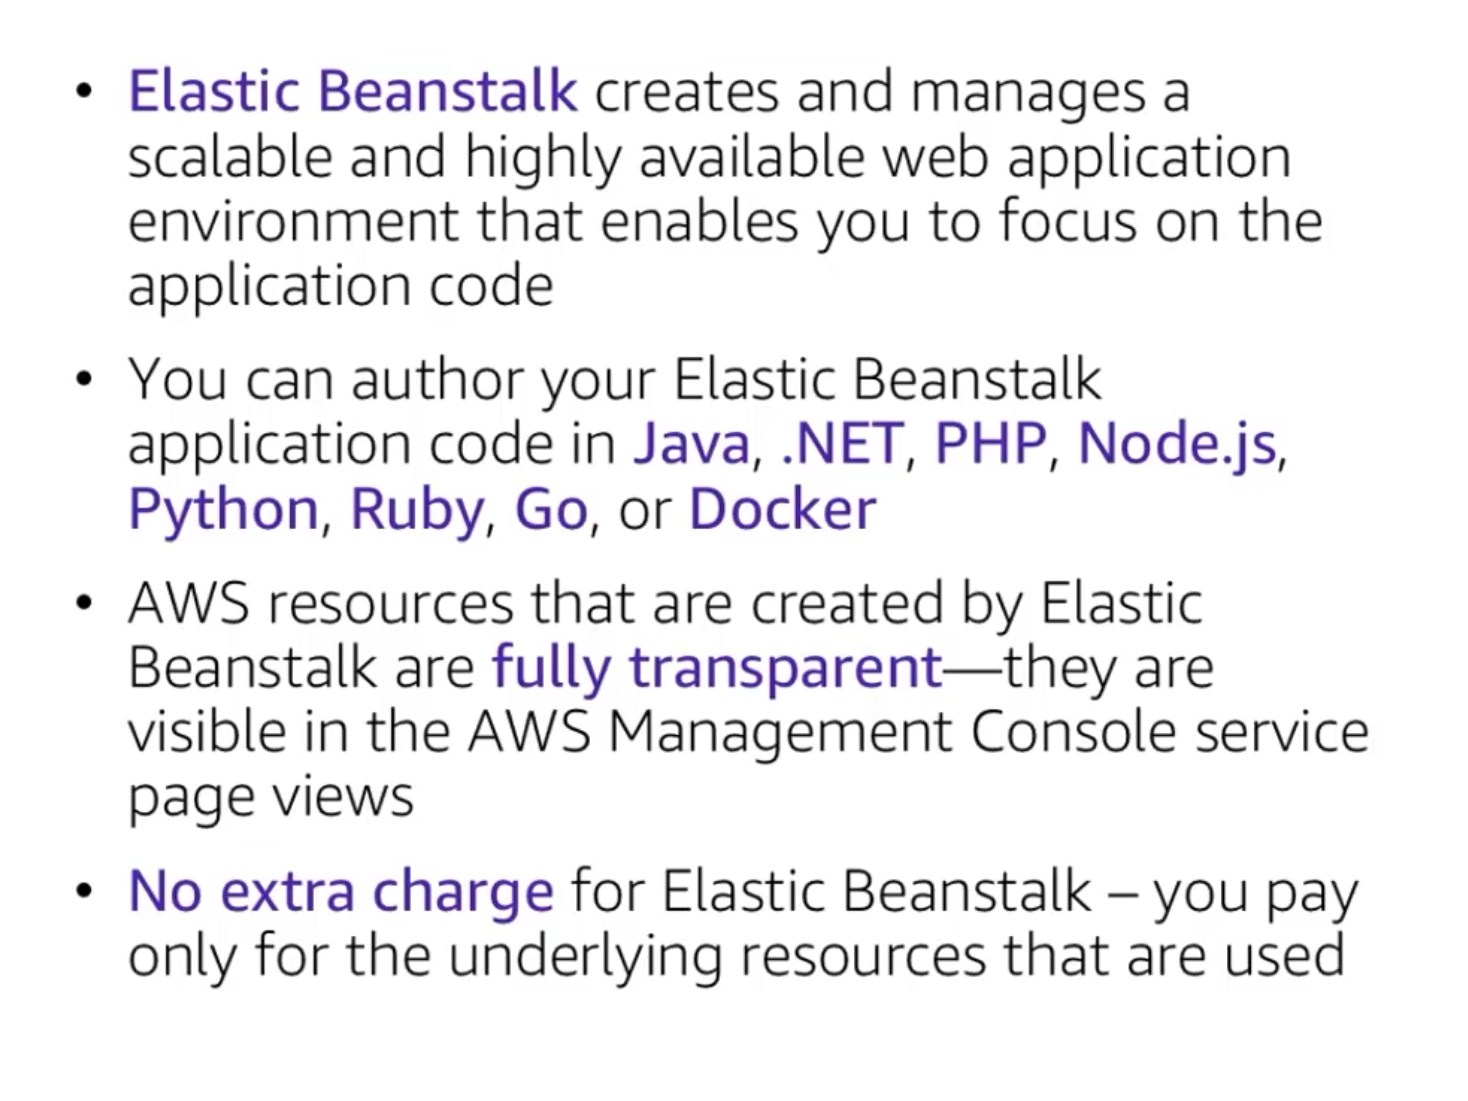 • Elastic Beanstalk creates and manages a
scalable and highly available web application
environment that enables you to focus on the
application code
• You can author your Elastic Beanstalk
application code in Java, .NET, PHP, Node.js,
Python, Ruby, Go, or Docker
• AWS resources that are created by Elastic
Beanstalk are fully transparent—they are
visible in the AWS Management Console service
page views
• No extra charge for Elastic Beanstalk – you pay
only for the underlying resources that are used